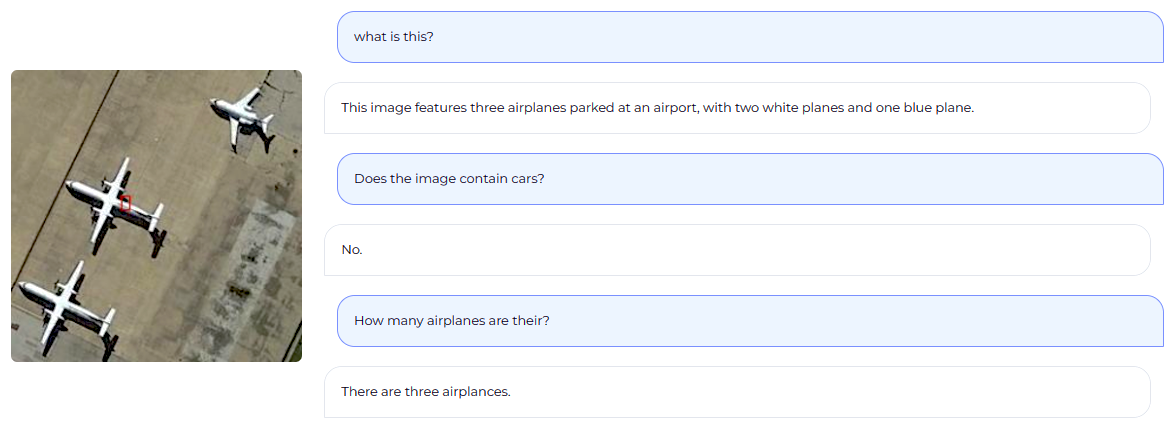 what is this?
This image features three airplanes parked at an airport, with two white planes and one blue plane.
Does the image contain cars?
No.
How many airplanes are their?
There are three airplances.